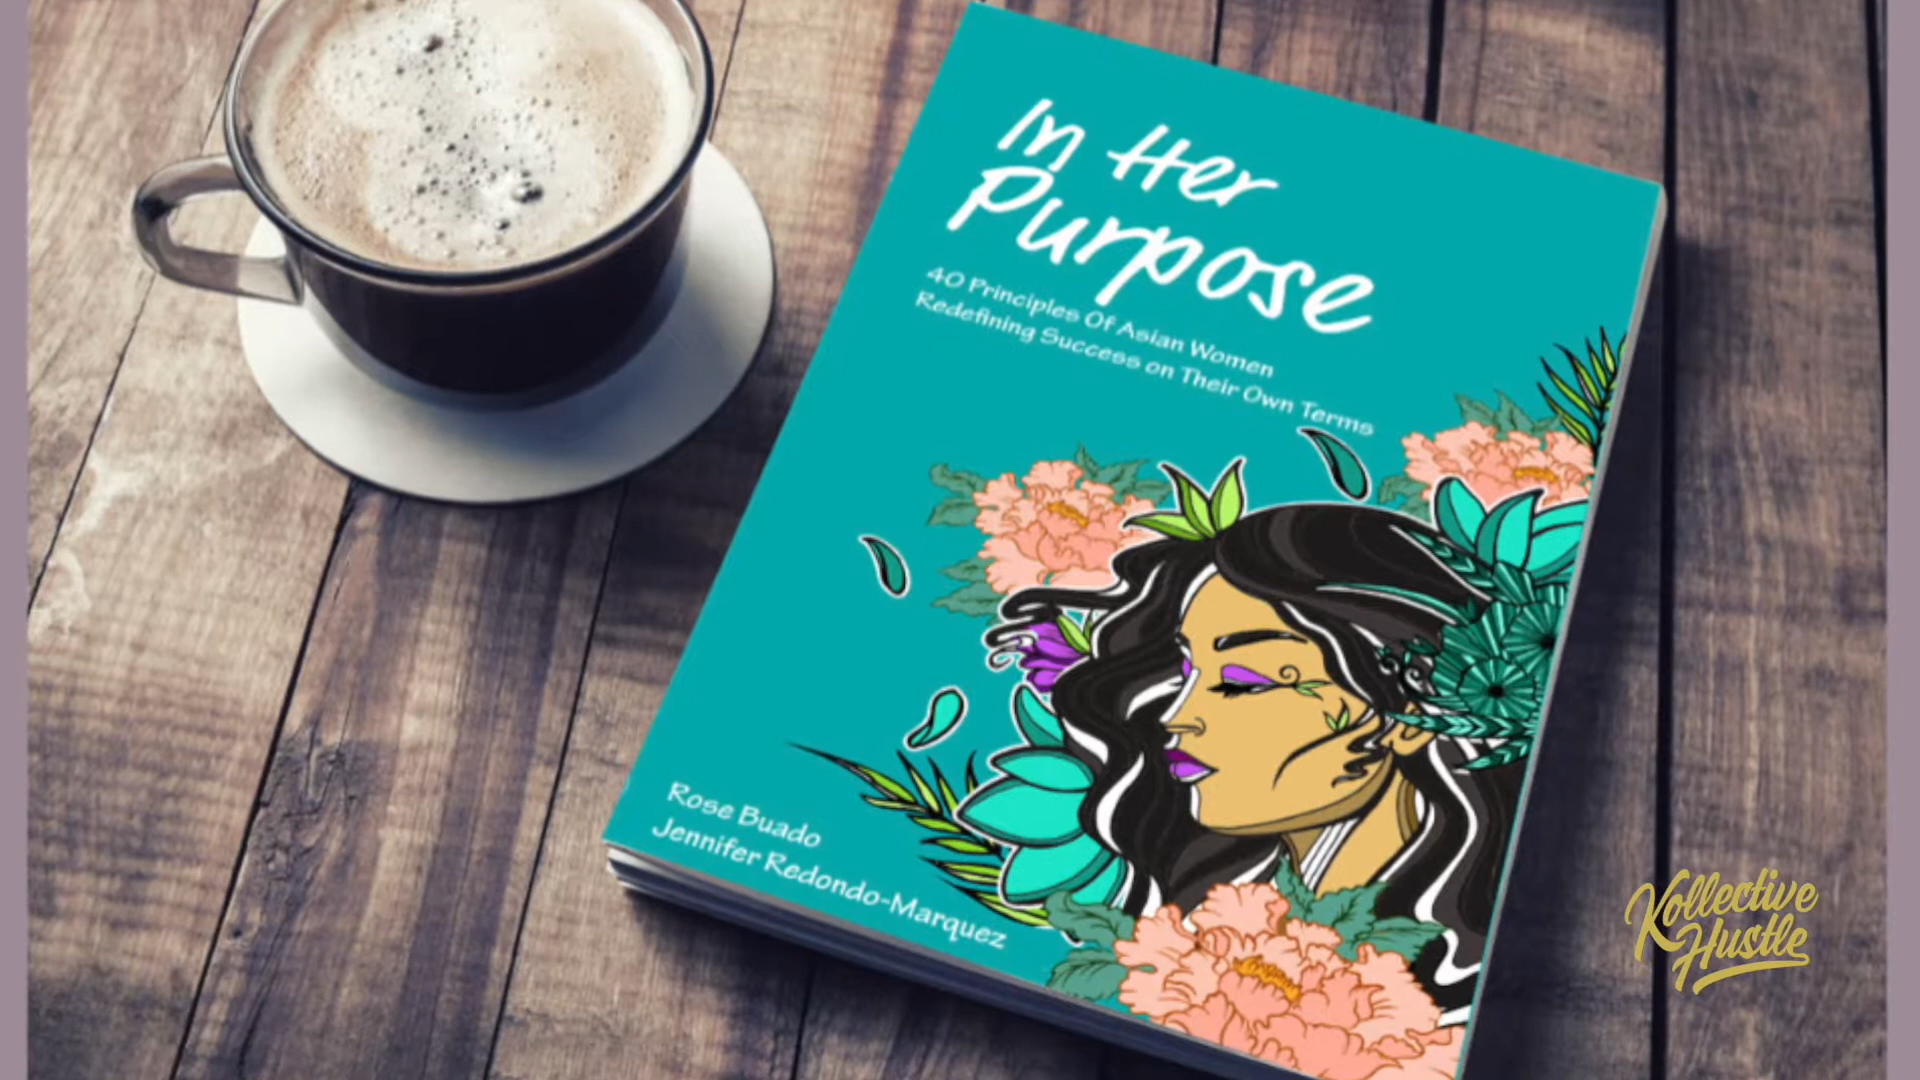 In Her
Purpose
40 Principles Of Asian Women
Redefining Success on Their Own Terms
Rose Buado
Jennifer Redondo-Marquez
Kollective
Hustle